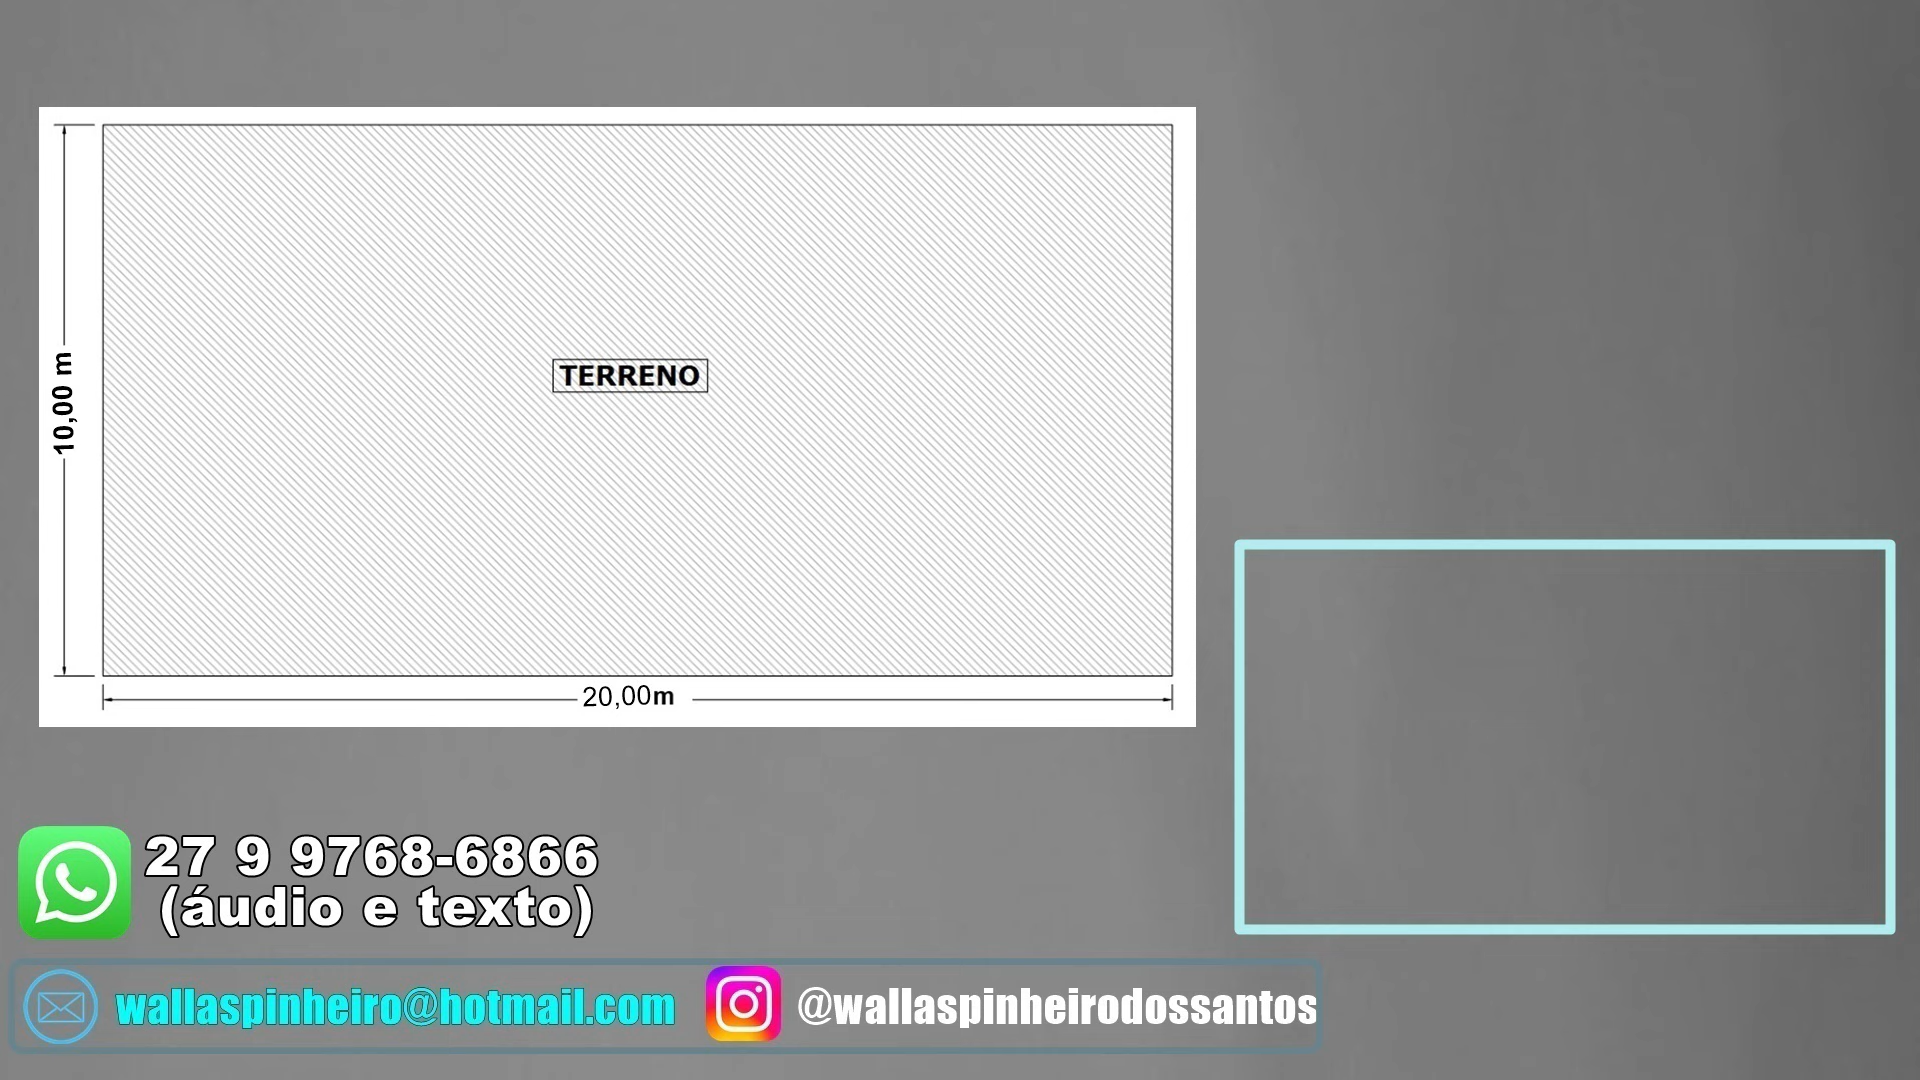 10,00 m
TERRENO
20,00m
27 9 9768-6866
(áudio e texto)
wallaspinheiro@hotmail.com
@wallaspinheirodossantos